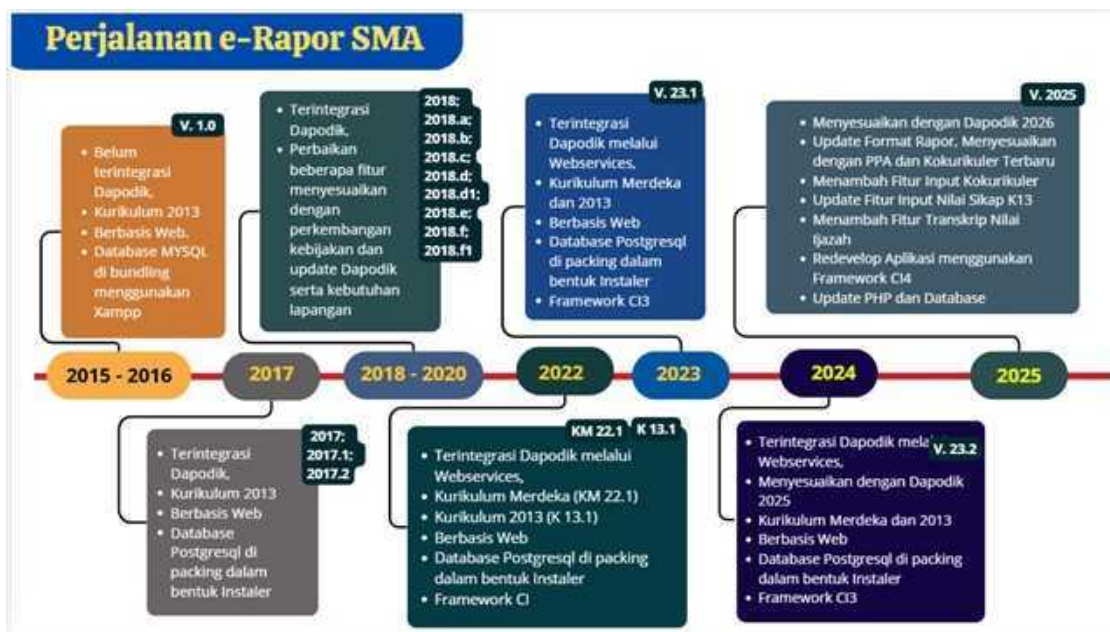 Perjalanan e-Rapor SMA
V. 1.0
• Belum
terintegrasi
Dapodik,
• Kurikulum 2013
• Berbasis Web.
• Database MYSQL
di bundling
menggunakan
Xampp
• Terintegrasi
Dapodik,
• Perbaikan
beberapa fitur
menyesuaikan
dengan
perkembangan
kebijakan dan
update Dapodik
serta kebutuhan
lapangan
2018;
2018.a;
2018.b;
2018.c;
2018.d;
2018.d1;
2018.e;
2018.f;
2018.f1
V. 23.1
• Terintegrasi
Dapodik melalui
Webservices,
• Kurikulum Merdeka
dan 2013
• Berbasis Web
• Database Postgresql
di packing dalam
bentuk Instaler
• Framework CI3
V. 2025
• Menyesuaikan dengan Dapodik 2026
• Update Format Rapor, Menyesuaikan
dengan PPA dan Kokurikuler Terbaru
• Menambah Fitur Input Kokurikuler
• Update Fitur Input Nilai Sikap K13
• Menambah Fitur Transkrip Nilai
Ijazah
• Redevelop Aplikasi menggunakan
Framework CI4
• Update PHP dan Database
2015 - 2016
2017
2018 - 2020
2022
2023
2024
2025
2017;
2017.1;
2017.2
• Terintegrasi
Dapodik,
• Kurikulum 2013
• Berbasis Web
• Database
Postgresql di
packing dalam
bentuk Instaler
KM 22.1
K 13.1
• Terintegrasi Dapodik melalui
Webservices,
• Kurikulum Merdeka (KM 22.1)
• Kurikulum 2013 (K 13.1)
• Berbasis Web
• Database Postgresql di packing
dalam bentuk Instaler
• Framework CI
V. 23.2
• Terintegrasi Dapodik
Webservices,
• Menyesuaikan dengan Dapodik
2025
• Kurikulum Merdeka dan 2013
• Berbasis Web
• Database Postgresql di packing
dalam bentuk Instaler
• Framework CI3